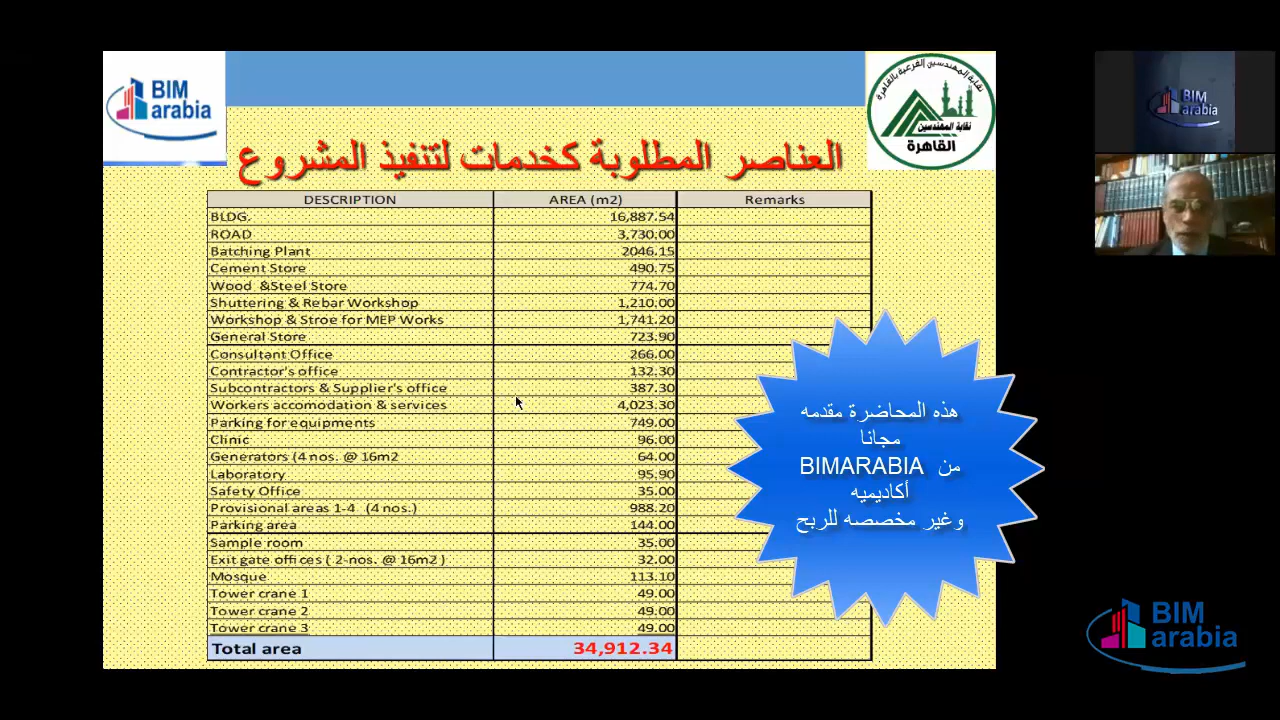 BIM
arabia
نقابة المهندسين الفرعية بالقاهرة
نقابة المهندسين
القاهرة
العناصر المطلوبة كخدمات لتنفيذ المشروع
DESCRIPTION AREA (m2) Remarks
BLDG. 16,887.54
ROAD 3,730.00
Batching Plant 2046.15
Cement Store 490.75
Wood &Steel Store 774.70
Shuttering & Rebar Workshop 1,210.00
Workshop & Stroe for MEP Works 1,741.20
General Store 723.90
Consultant Office 266.00
Contractor's office 132.30
Subcontractors & Supplier's office 387.30
Workers accomodation & services 4,023.30
Parking for equipments 749.00
Clinic 96.00
Generators (4 nos. @ 16m2 64.00
Laboratory 95.90
Safety Office 35.00
Provisional areas 1-4 (4 nos.) 988.20
Parking area 144.00
Sample room 35.00
Exit gate offices ( 2-nos. @ 16m2 ) 32.00
Mosque 113.10
Tower crane 1 49.00
Tower crane 2 49.00
Tower crane 3 49.00
Total area 34,912.34
هذه المحاضرة مقدمه
مجانا
من BIMARABIA
أكاديميه
وغير مخصصه للربح
BIM
arabia
BIM
arabia